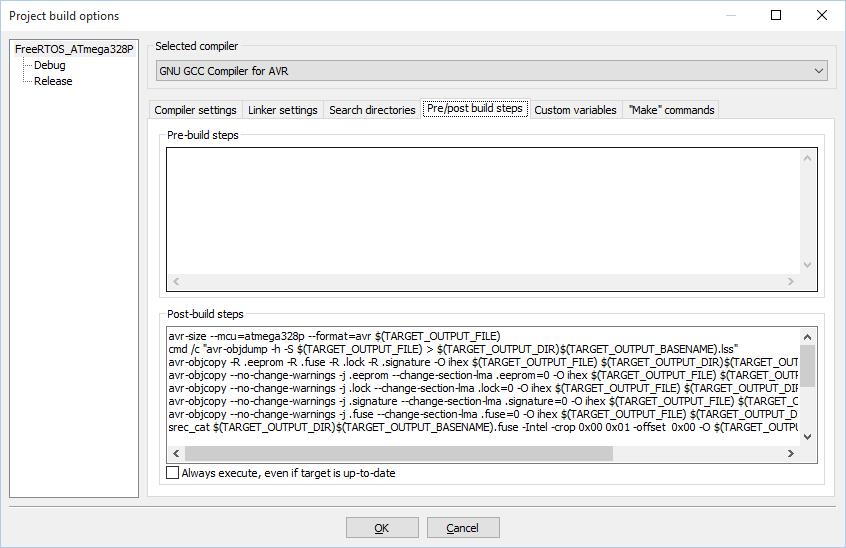 Project build options
FreeRTOS_ATmega328P
Debug
Release
Selected compiler
GNU GCC Compiler for AVR
Compiler settings
Linker settings
Search directories
Pre/post build steps
Custom variables
"Make" commands
Pre-build steps
Post-build steps
avr-size --mcu=atmega328p --format=avr $(TARGET_OUTPUT_FILE)
cmd /c "avr-objdump -h -S $(TARGET_OUTPUT_FILE) > $(TARGET_OUTPUT_DIR)$(TARGET_OUTPUT_BASENAME).lss"
avr-objcopy -R .eeprom -R .fuse -R .lock -R .signature -O ihex $(TARGET_OUTPUT_FILE) $(TARGET_OUTPUT_DIR)$(TARGET_OUT
avr-objcopy --no-change-warnings -j .eeprom --change-section-lma .eeprom=0 -O ihex $(TARGET_OUTPUT_FILE) $(TARGET_O
avr-objcopy --no-change-warnings -j .lock --change-section-lma .lock=0 -O ihex $(TARGET_OUTPUT_FILE) $(TARGET_OUTPUT_DIR
avr-objcopy --no-change-warnings -j .signature --change-section-lma .signature=0 -O ihex $(TARGET_OUTPUT_FILE) $(TARGET_O
avr-objcopy --no-change-warnings -j .fuse --change-section-lma .fuse=0 -O ihex $(TARGET_OUTPUT_FILE) $(TARGET_OUTPUT_D
srec_cat $(TARGET_OUTPUT_DIR)$(TARGET_OUTPUT_BASENAME).fuse -Intel -crop 0x00 0x01 -offset  0x00 -O $(TARGET_OUTPU
Always execute, even if target is up-to-date
OK
Cancel